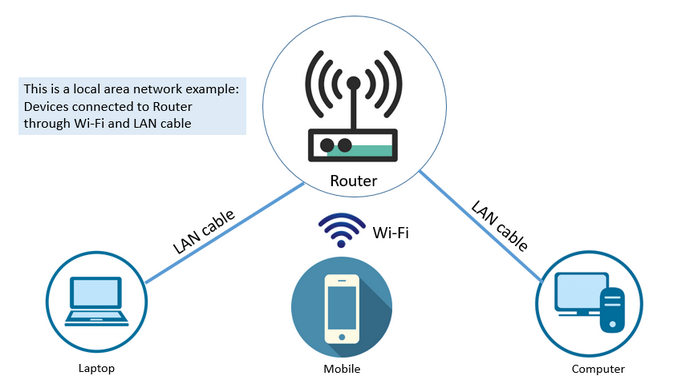 This is a local area network example:
Devices connected to Router
through Wi-Fi and LAN cable
Router
LAN cable
Wi-Fi
LAN cable
Laptop
Mobile
Computer